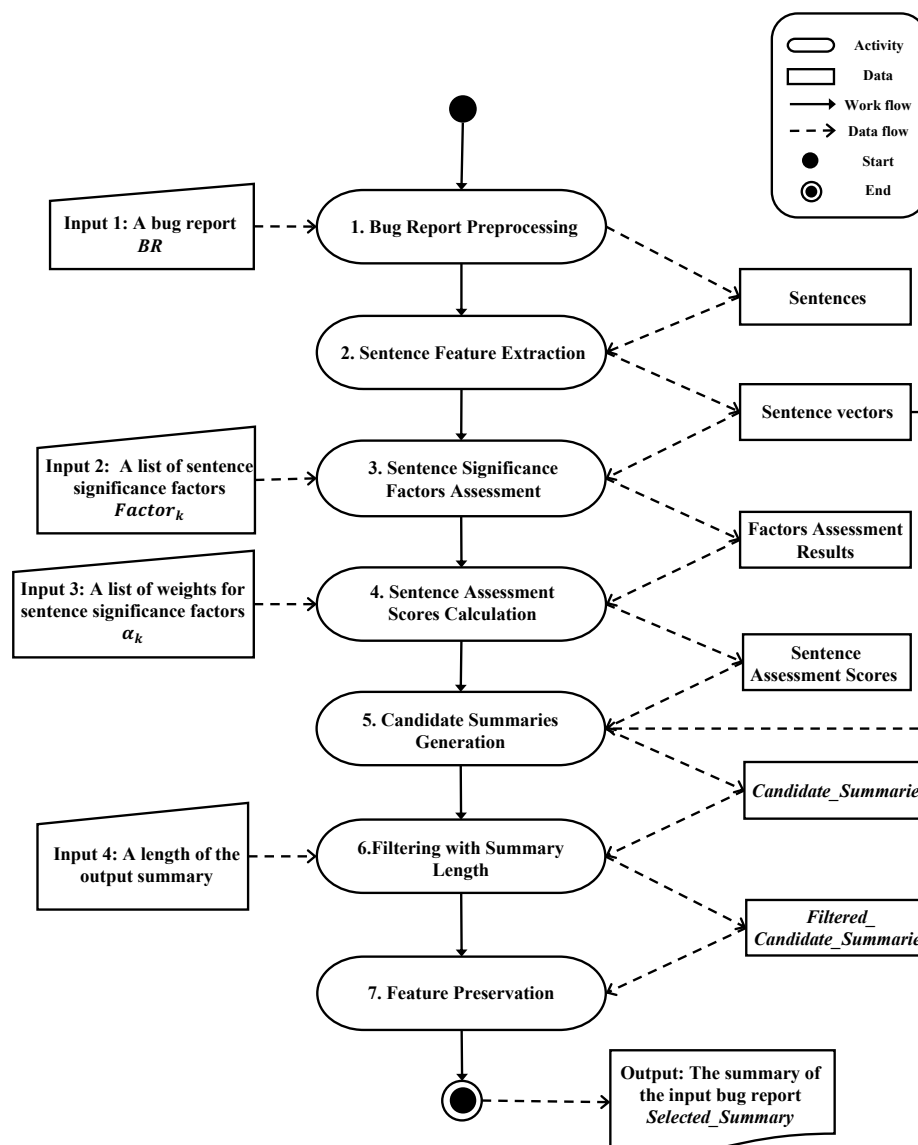 Activity
Data
Work flow
Data flow
Start
End
Input 1: A bug report
BR
1. Bug Report Preprocessing
Sentences
2. Sentence Feature Extraction
Sentence vectors
Input 2: A list of sentence
significance factors
Factor_k
3. Sentence Significance
Factors Assessment
Factors Assessment
Results
Input 3: A list of weights for
sentence significance factors
α_k
4. Sentence Assessment
Scores Calculation
Sentence
Assessment Scores
5. Candidate Summaries
Generation
Candidate_Summarie
Input 4: A length of the
output summary
6.Filtering with Summary
Length
Filtered_
Candidate_Summarie
7. Feature Preservation
Output: The summary of
the input bug report
Selected_Summary